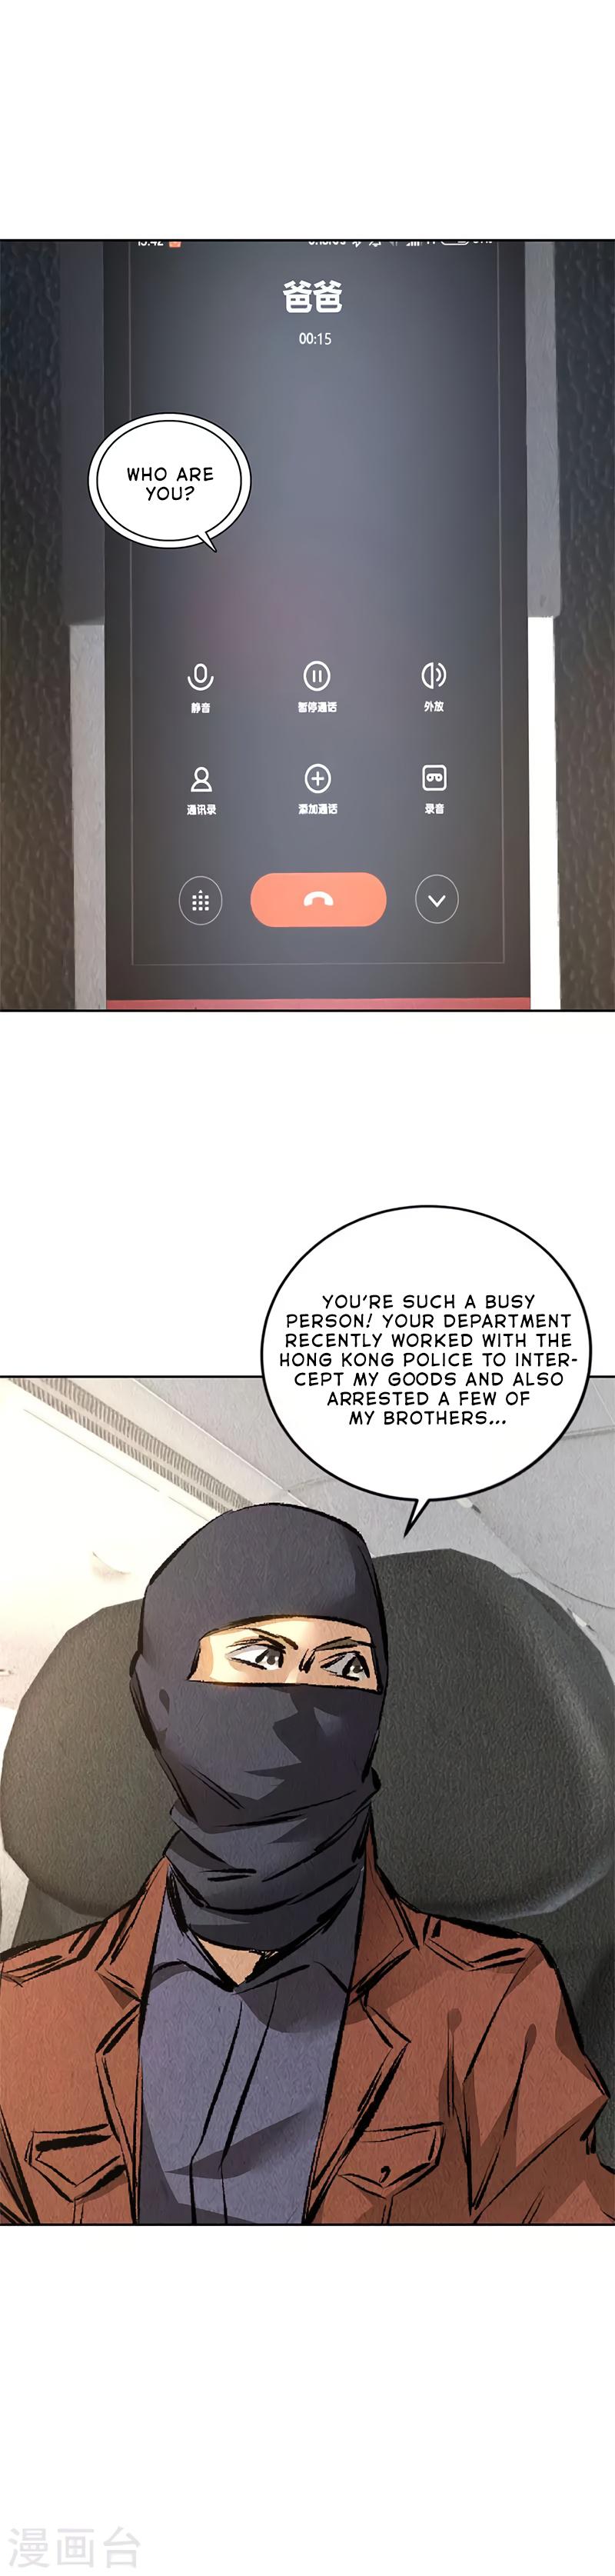 爸爸
00:15
WHO ARE
YOU?
静音 暂停通话 外放
通讯录 添加通话 录音
YOU'RE SUCH A BUSY
PERSON! YOUR DEPARTMENT
RECENTLY WORKED WITH THE
HONG KONG POLICE TO INTER-
CEPT MY GOODS AND ALSO
ARRESTED A FEW OF
MY BROTHERS...
漫画台